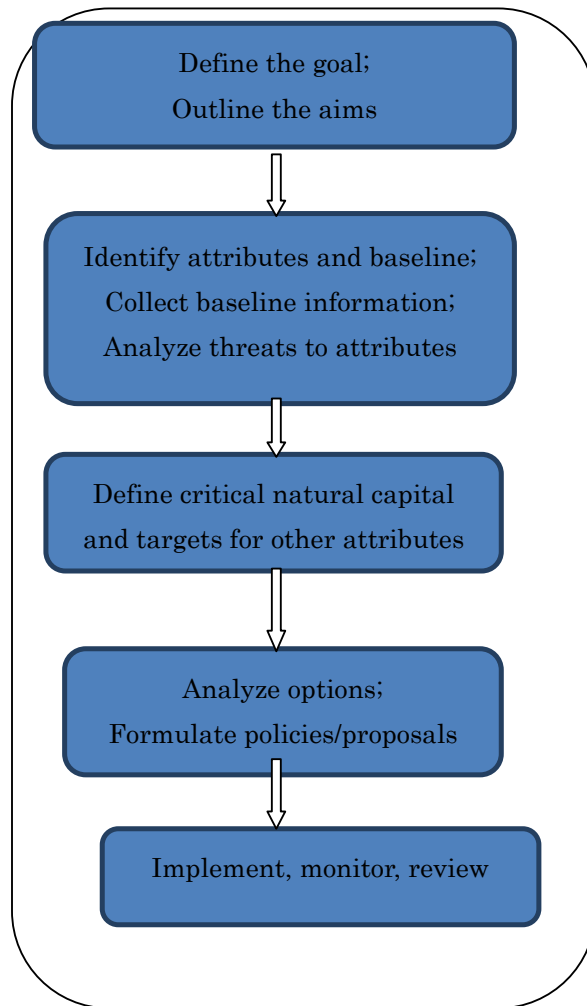 Define the goal;
Outline the aims
Identify attributes and baseline;
Collect baseline information;
Analyze threats to attributes
Define critical natural capital
and targets for other attributes
Analyze options;
Formulate policies/proposals
Implement, monitor, review